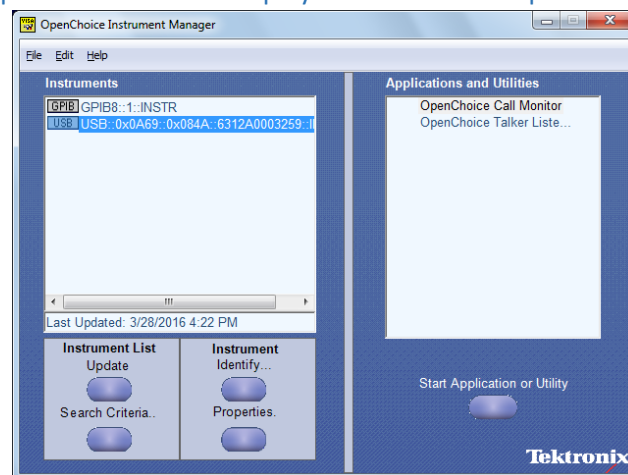 OpenChoice Instrument Manager
File Edit Help
Instruments
GPIB GPIB8::1::INSTR
USB USB::0x0A69::0x084A::6312A0003259::I
Last Updated: 3/28/2016 4:22 PM
Instrument List
Update
Search Criteria..
Instrument
Identify...
Properties.
Applications and Utilities
OpenChoice Call Monitor
OpenChoice Talker Liste...
Start Application or Utility
Tektronix